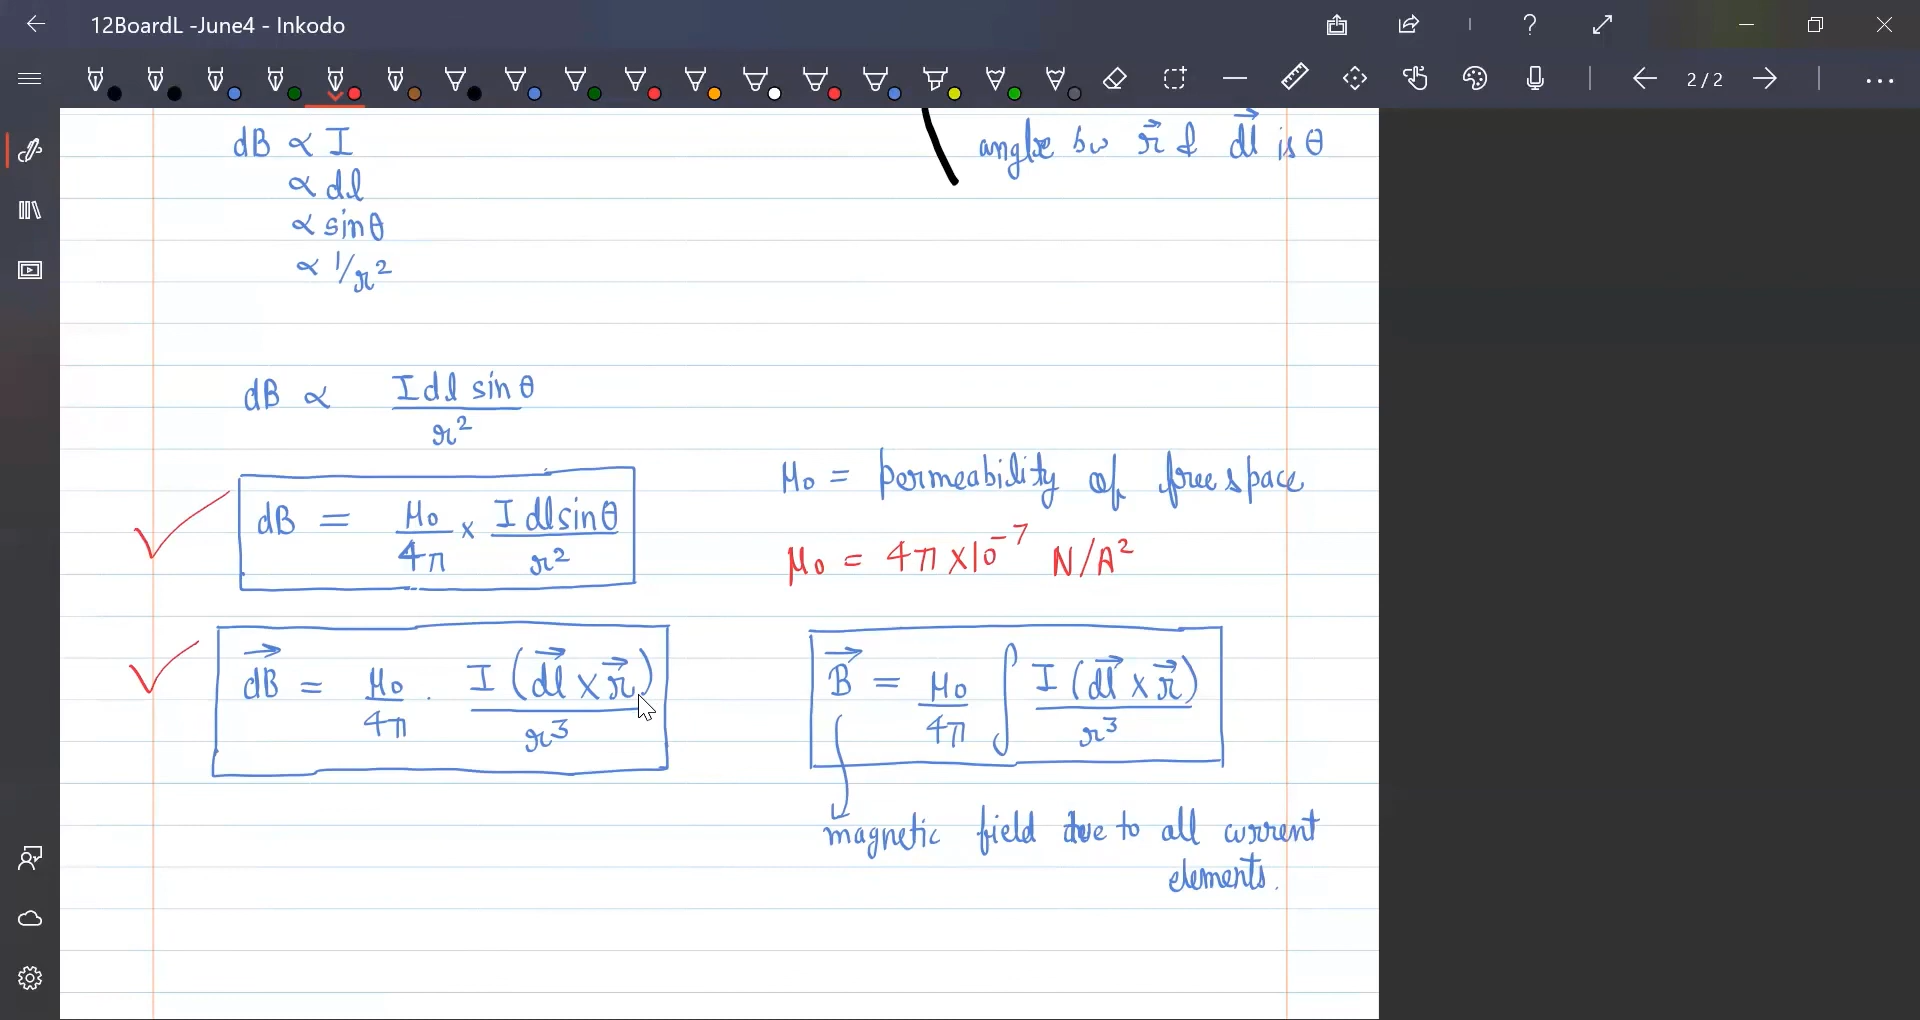 12BoardL -June4 - Inkodo
2/2
dB ∝ I
∝ dl
∝ sinθ
∝ 1/r²
angle bw r⃗ & dl⃗ is θ
dB ∝ I dl sin θ / r²
dB = μ₀/4π × I dl sinθ / r²
μ₀ = permeability of free space
μ₀ = 4π × 10⁻⁷ N/A²
dB⃗ = μ₀/4π · I (dl⃗ × r⃗) / r³
B⃗ = μ₀/4π ∫ I (dl⃗ × r⃗) / r³
magnetic field due to all current
elements.